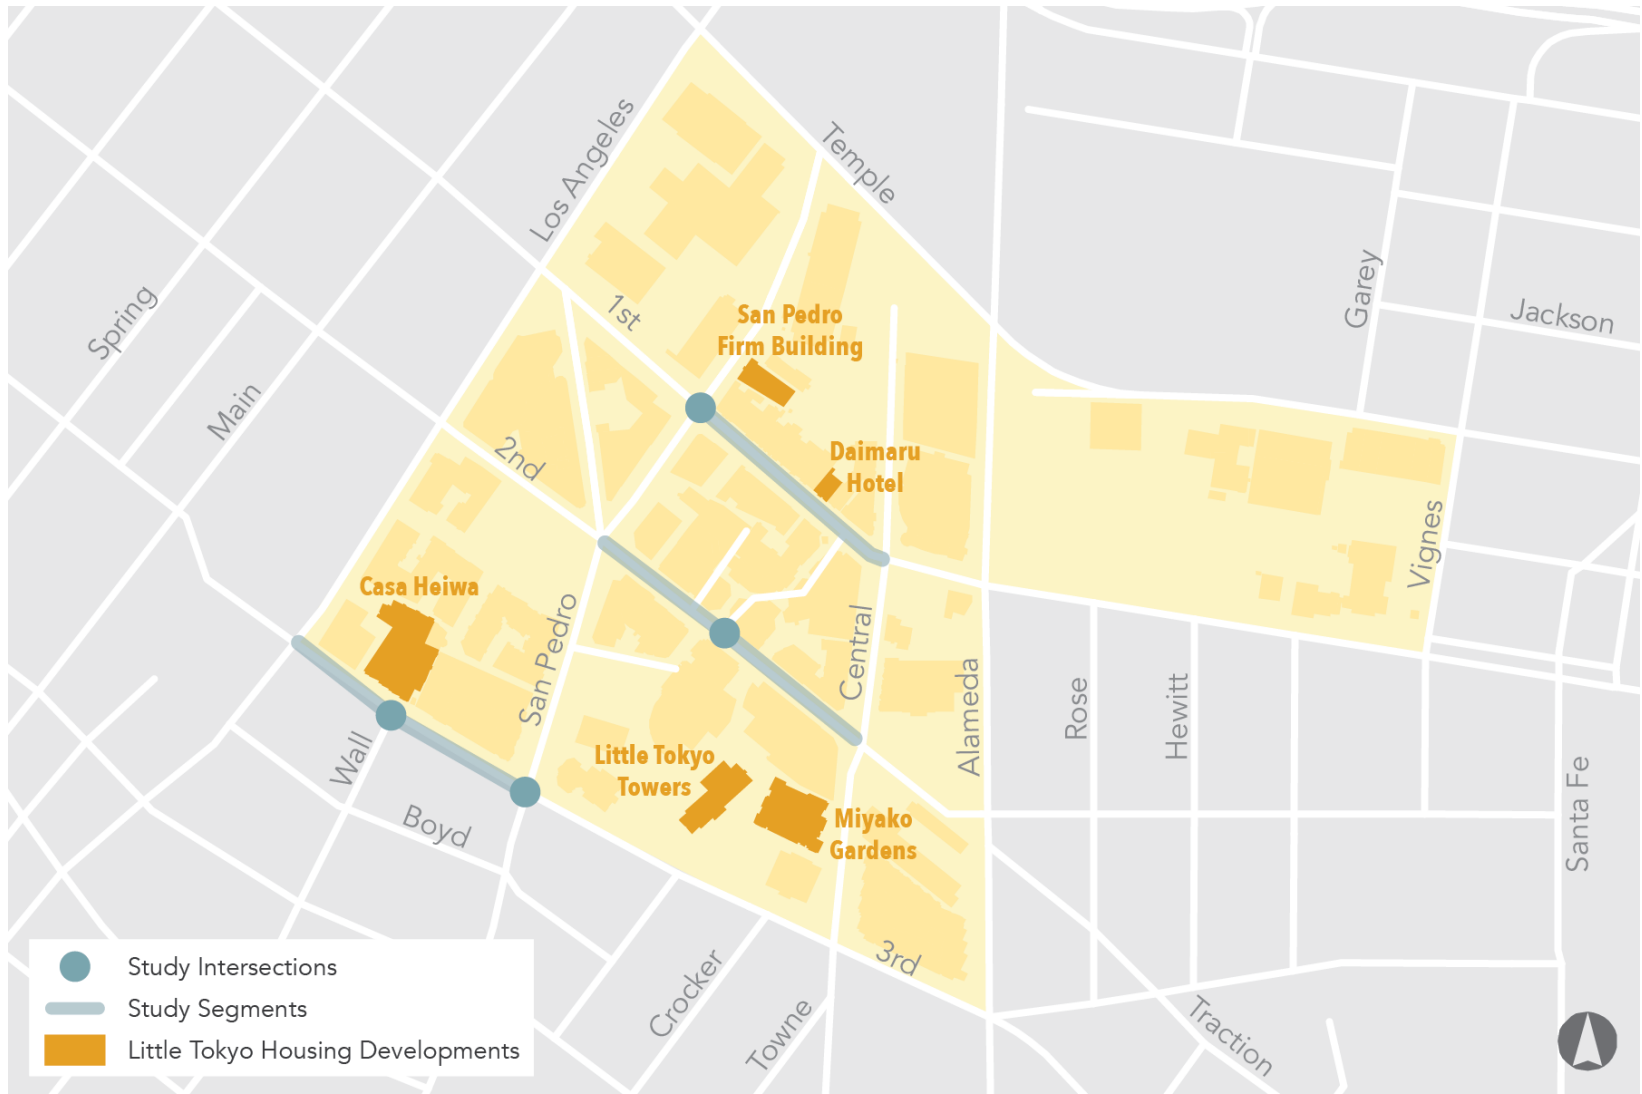 Los Angeles
Temple
Spring
Main
1st
Garey
Jackson
San Pedro
Firm Building
2nd
Daimaru
Hotel
Vignes
Casa Heiwa
San Pedro
Central
Alameda
Rose
Hewitt
Wall
Little Tokyo
Towers
Boyd
Miyako
Gardens
Santa Fe
3rd
Crocker
Towne
Traction
Study Intersections
Study Segments
Little Tokyo Housing Developments